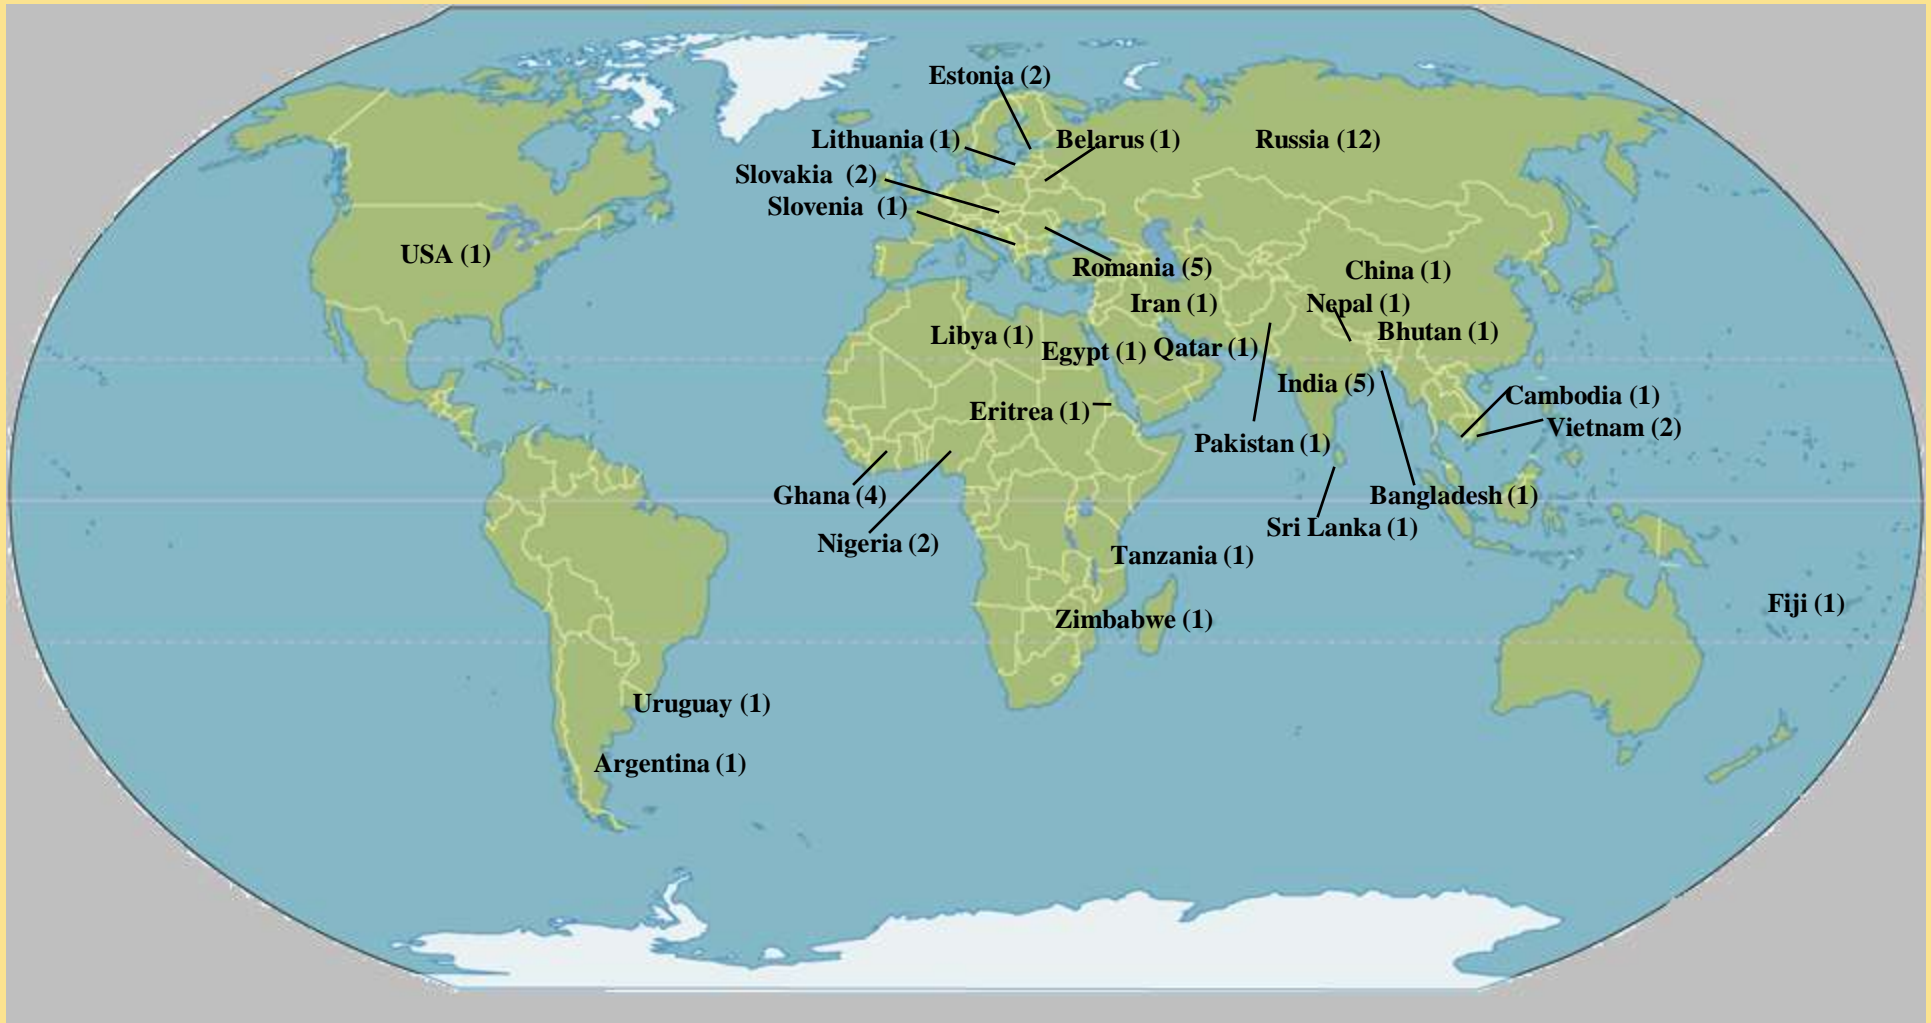 Estonia (2)
Lithuania (1)
Belarus (1)
Russia (12)
Slovakia (2)
Slovenia (1)
USA (1)
Romania (5)
China (1)
Iran (1)
Nepal (1)
Libya (1)
Egypt (1)
Qatar (1)
Bhutan (1)
India (5)
Eritrea (1)
Cambodia (1)
Vietnam (2)
Pakistan (1)
Ghana (4)
Bangladesh (1)
Nigeria (2)
Sri Lanka (1)
Tanzania (1)
Zimbabwe (1)
Fiji (1)
Uruguay (1)
Argentina (1)